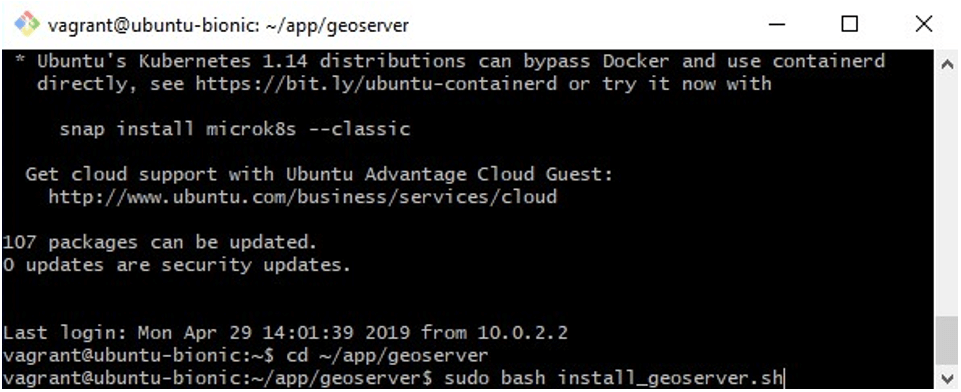 vagrant@ubuntu-bionic: ~/app/geoserver
* Ubuntu's Kubernetes 1.14 distributions can bypass Docker and use containerd
directly, see https://bit.ly/ubuntu-containerd or try it now with
snap install microk8s --classic
Get cloud support with Ubuntu Advantage Cloud Guest:
http://www.ubuntu.com/business/services/cloud
107 packages can be updated.
0 updates are security updates.
Last login: Mon Apr 29 14:01:39 2019 from 10.0.2.2
vagrant@ubuntu-bionic:~$ cd ~/app/geoserver
vagrant@ubuntu-bionic:~/app/geoserver$ sudo bash install_geoserver.sh